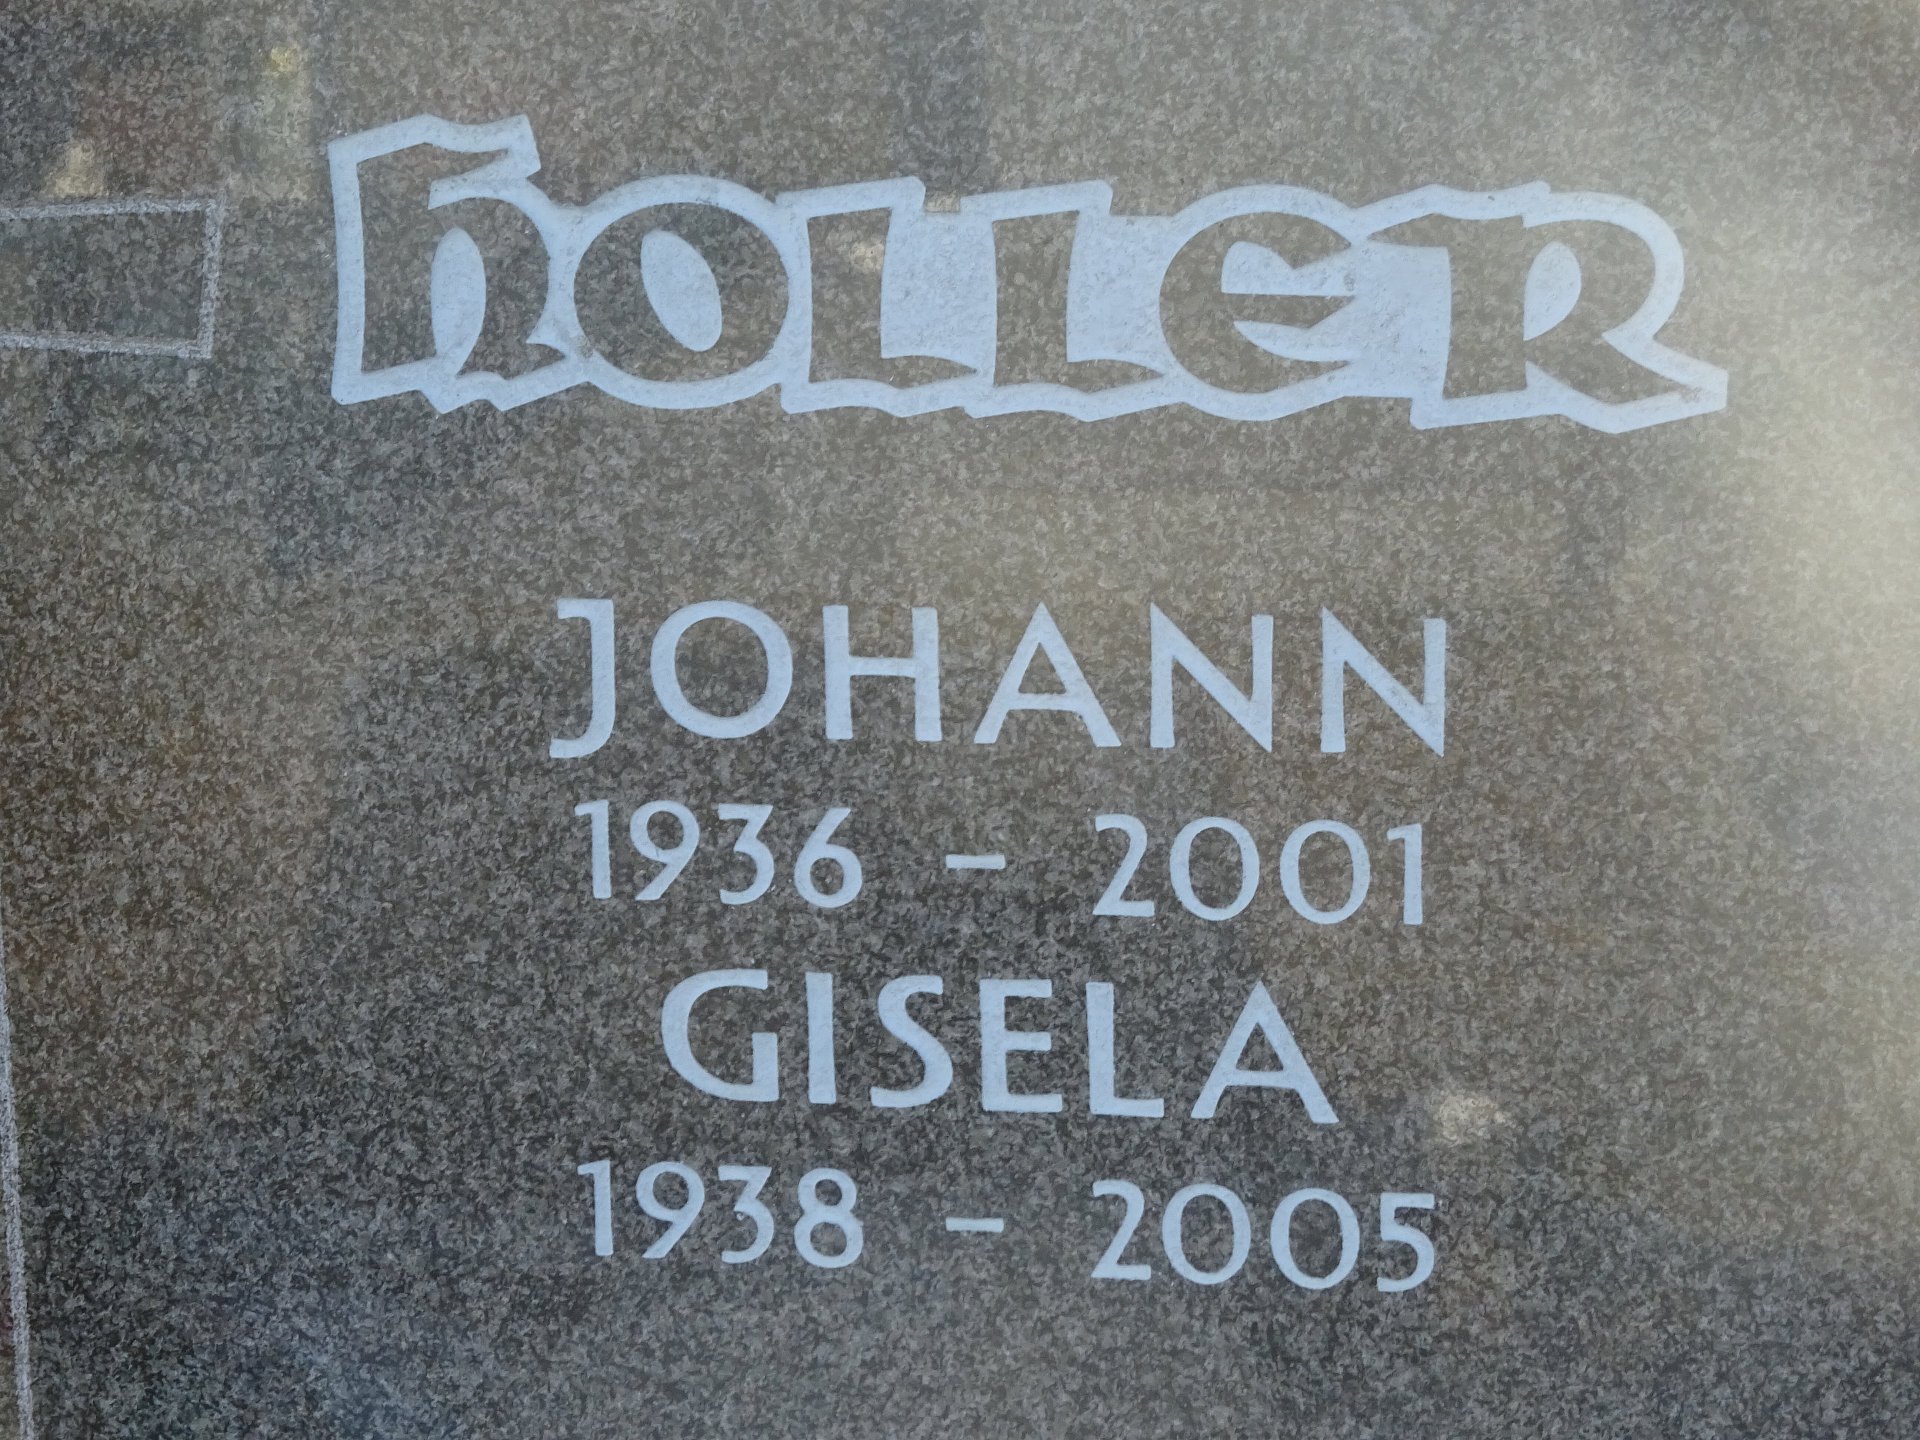 HOLLER
JOHANN
1936 – 2001
GISELA
1938 – 2005